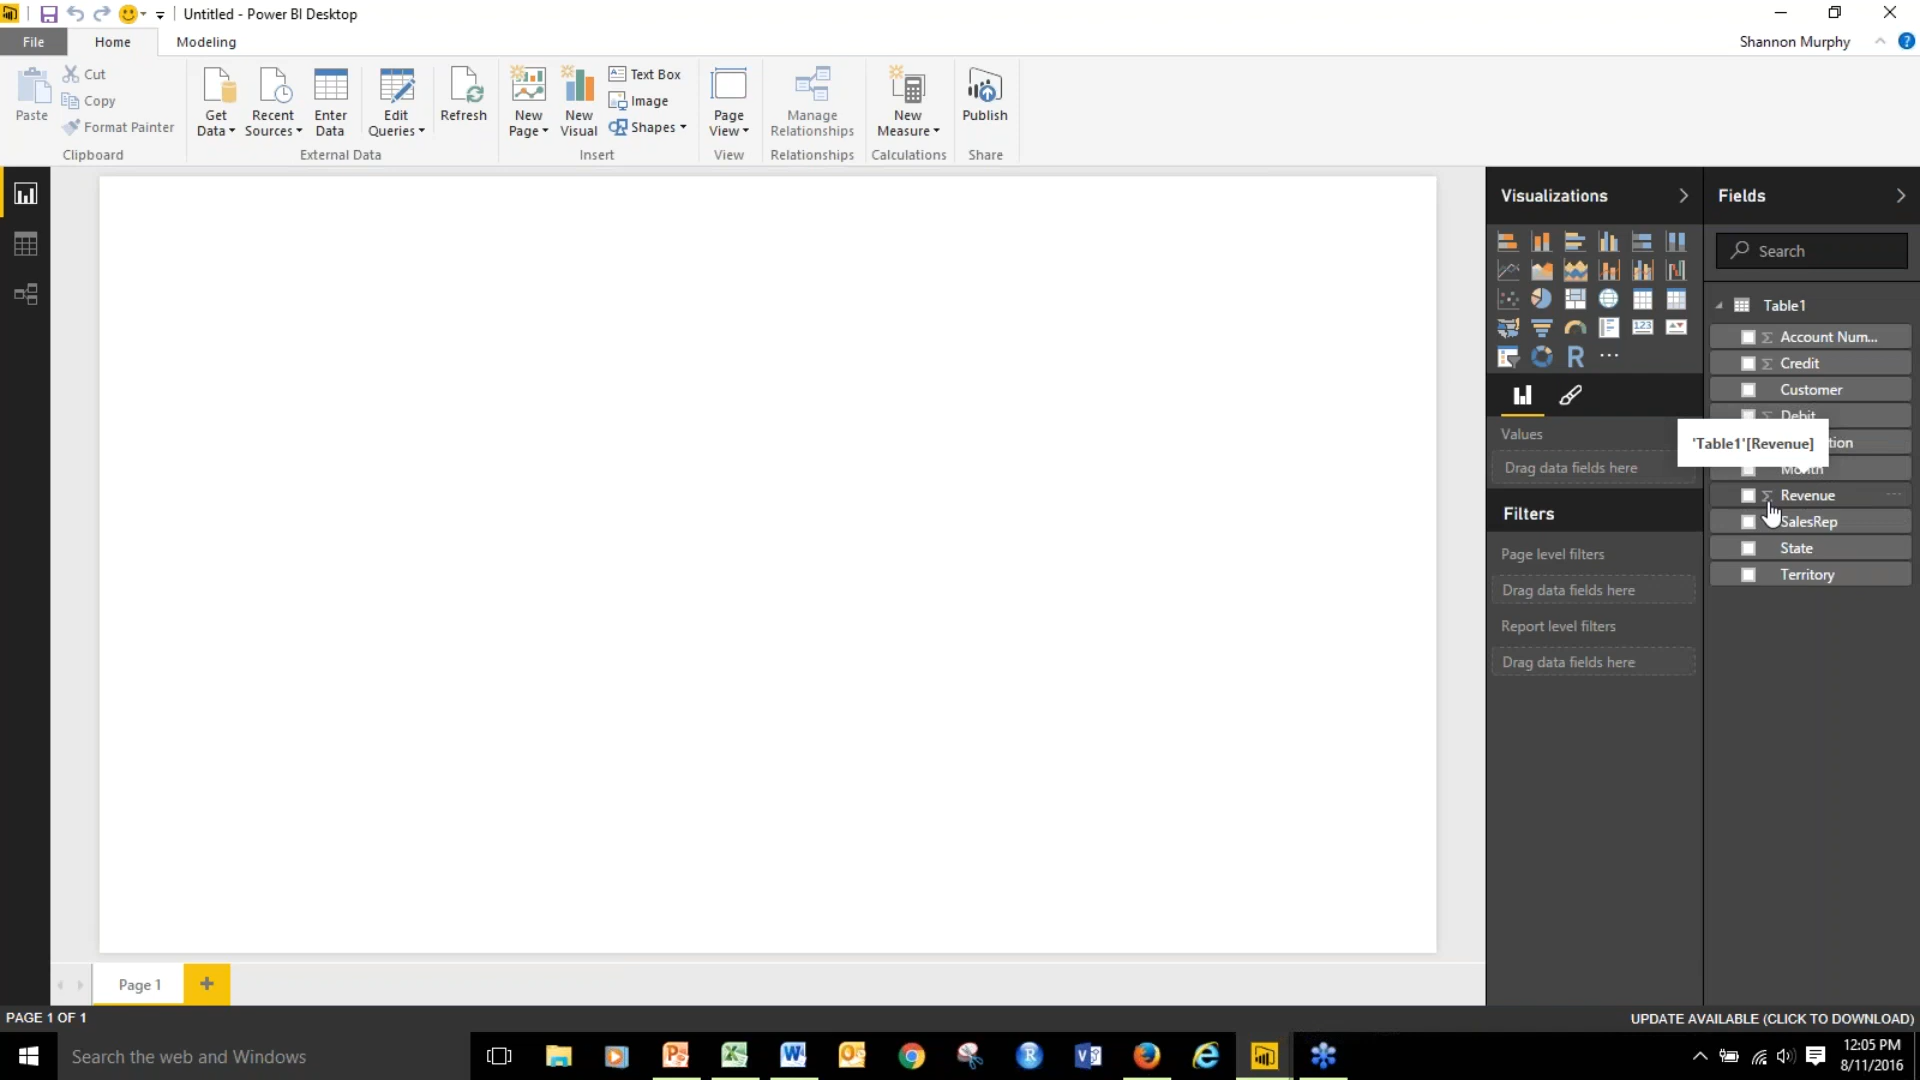 Untitled - Power BI Desktop
File
Home
Modeling
Shannon Murphy
?
Paste
Cut
Copy
Format Painter
Clipboard
Get
Data
Recent
Sources
Enter
Data
Edit
Queries
Refresh
External Data
New
Page
New
Visual
Text Box
Image
Shapes
Insert
Page
View
View
Manage
Relationships
Relationships
New
Measure
Calculations
Publish
Share
Visualizations
Fields
Search
Table1
Account Num...
Credit
Customer
Debit
tion
Month
Revenue
SalesRep
State
Territory
'Table1'[Revenue]
123
R
Values
Drag data fields here
Filters
Page level filters
Drag data fields here
Report level filters
Drag data fields here
Page 1
+
PAGE 1 OF 1
UPDATE AVAILABLE (CLICK TO DOWNLOAD)
Search the web and Windows
12:05 PM
8/11/2016